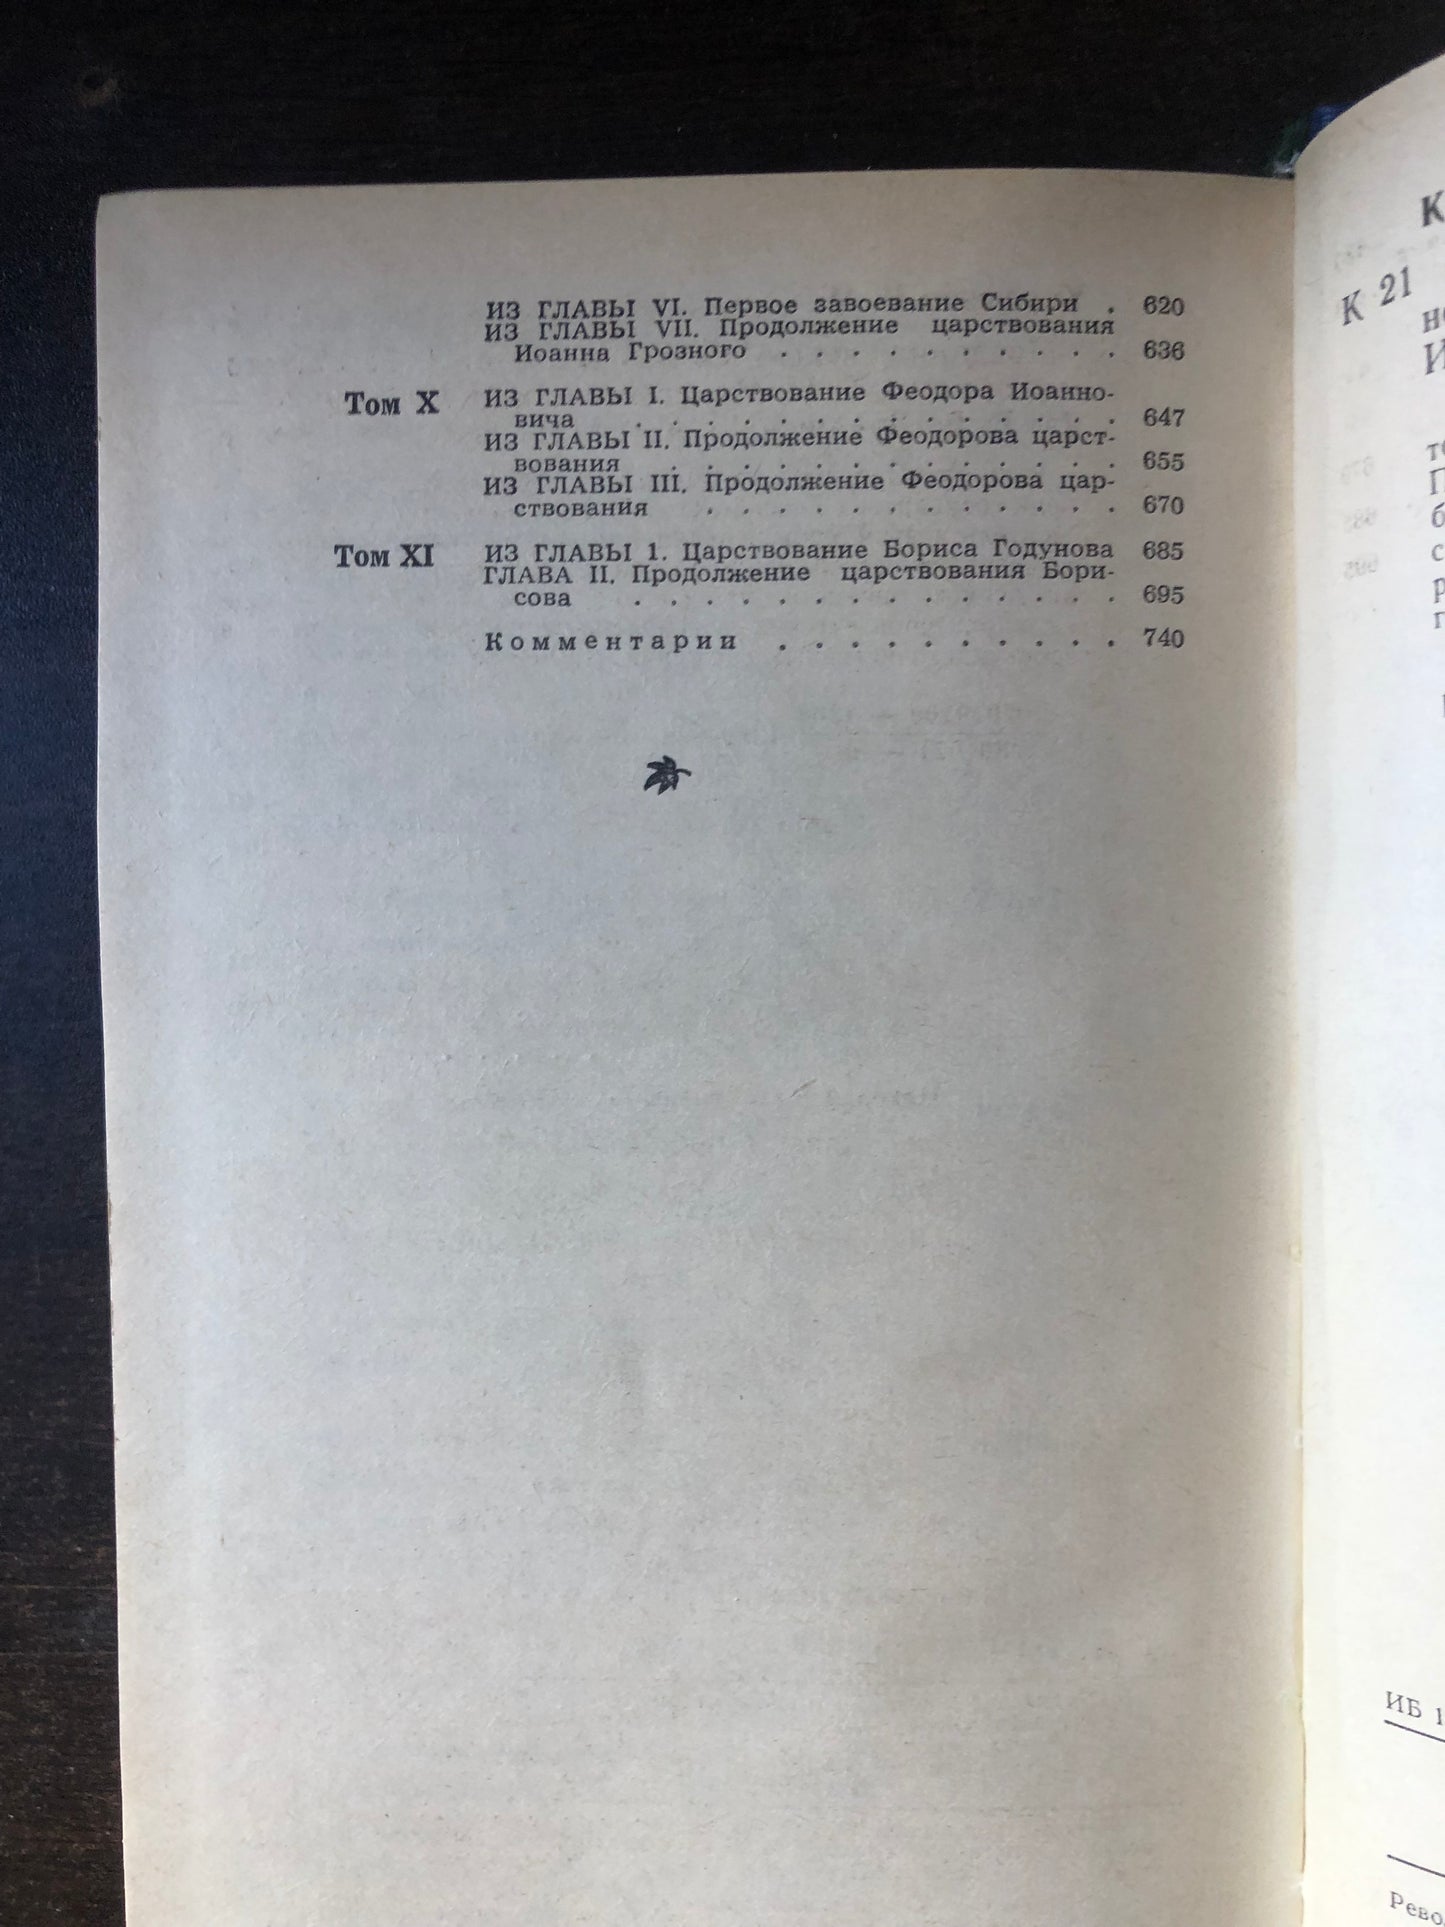 ИЗ ГЛАВЫ VI. Первое завоевание Сибири . 620
ИЗ ГЛАВЫ VII. Продолжение царствования
Иоанна Грозного . . . . . . . . . . 636
Том X ИЗ ГЛАВЫ I. Царствование Феодора Иоанно-
вича . . . . . . . . . . . . . . 647
ИЗ ГЛАВЫ II. Продолжение Феодорова царст-
вования . . . . . . . . . . . . . 655
ИЗ ГЛАВЫ III. Продолжение Феодорова цар-
ствования . . . . . . . . . . . . 670
Том XI ИЗ ГЛАВЫ 1. Царствование Бориса Годунова 685
ГЛАВА II. Продолжение царствования Бори-
сова . . . . . . . . . . . . . . 695
Комментарии . . . . . . . . . . 740
К 21
ИБ